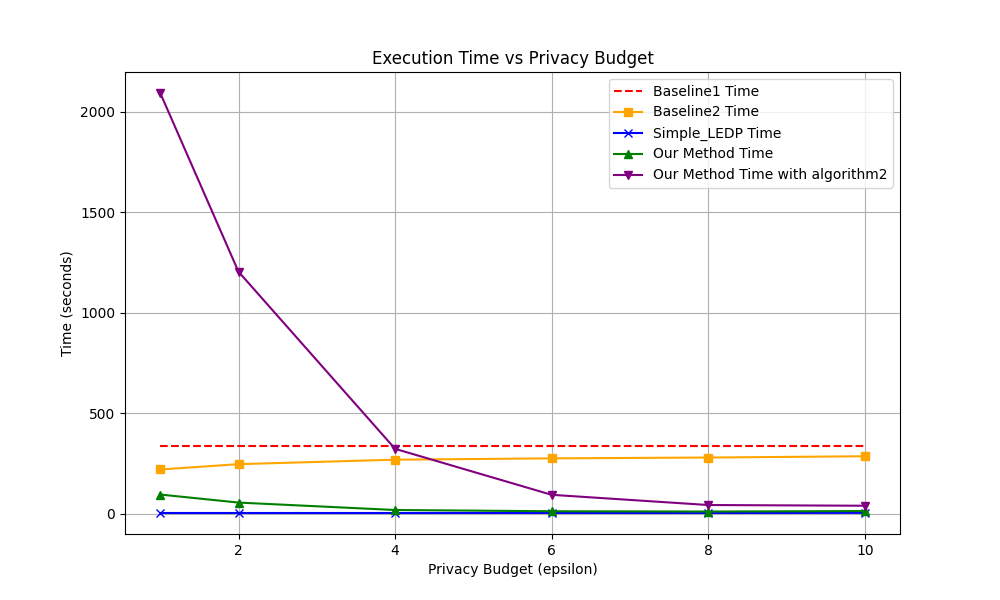 Execution Time vs Privacy Budget
Baseline1 Time
Baseline2 Time
Simple_LEDP Time
Our Method Time
Our Method Time with algorithm2
Time (seconds)
2000
1500
1000
500
0
2 4 6 8 10
Privacy Budget (epsilon)